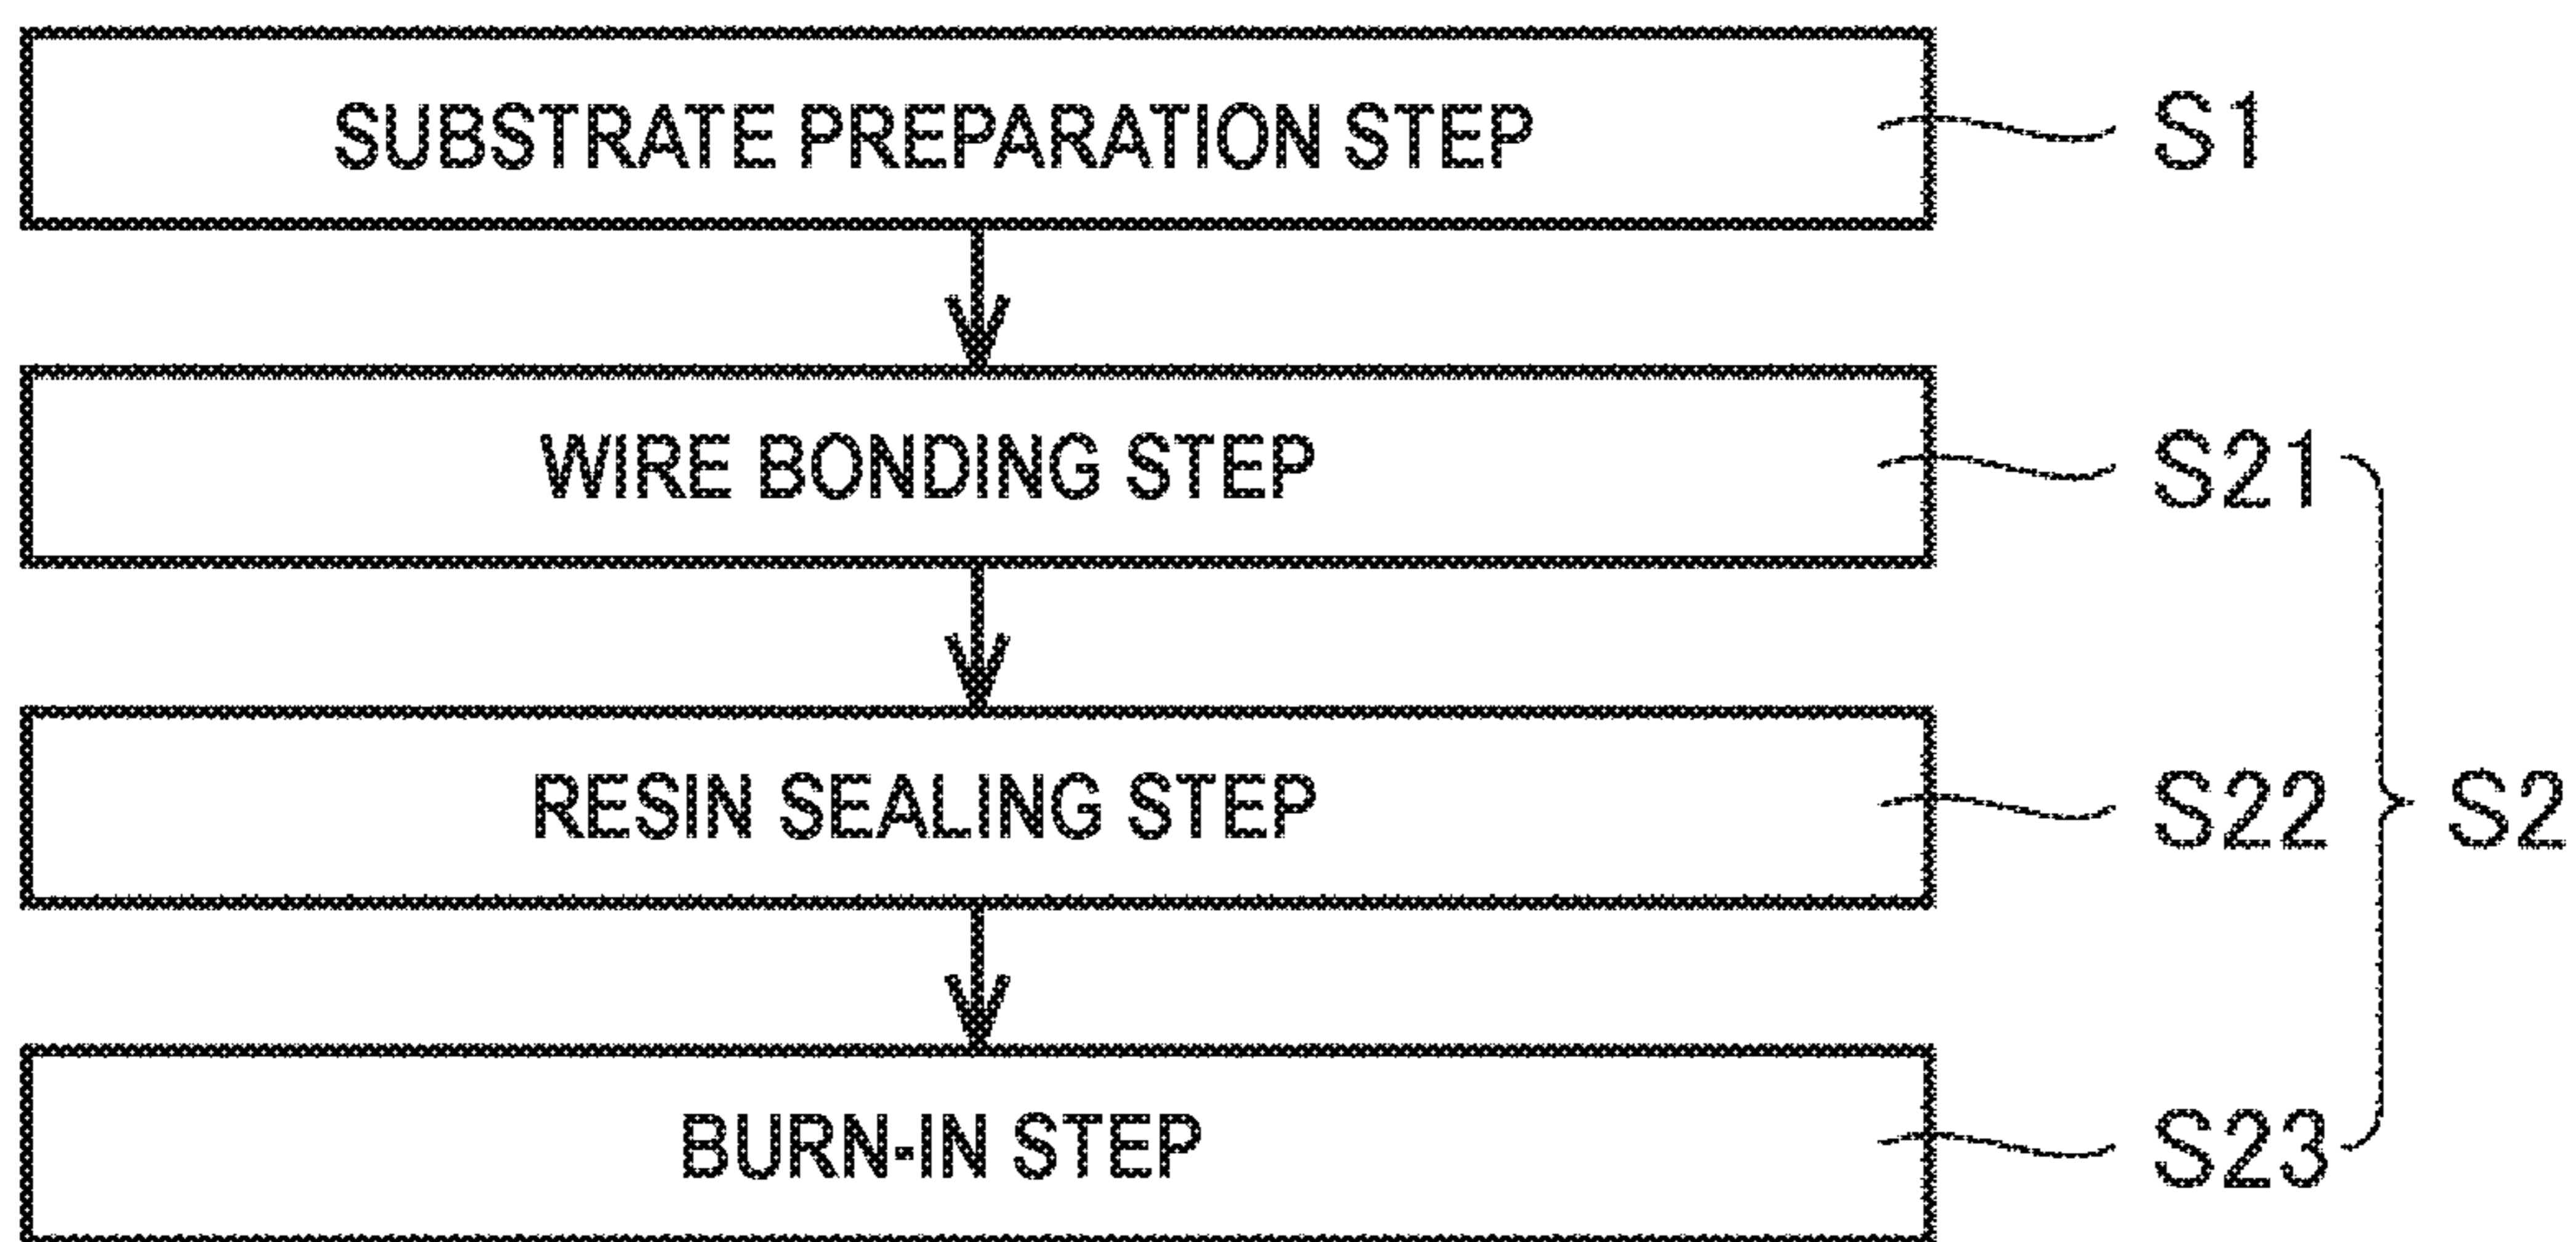 SUBSTRATE PREPARATION STEP S1
WIRE BONDING STEP S21
RESIN SEALING STEP S22 S2
BURN-IN STEP S23